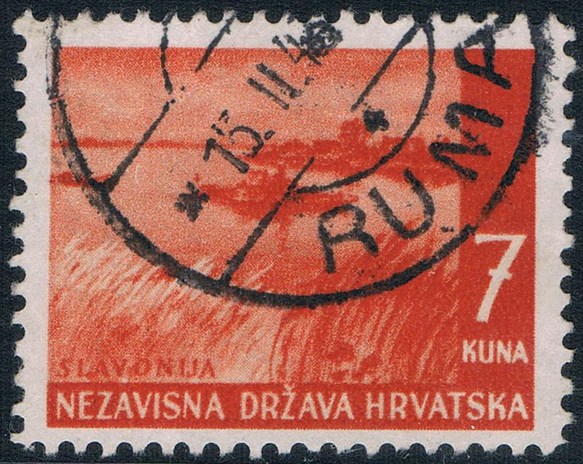 * 15. II. 4
RUMA
7
KUNA
SLAVONIJA
NEZAVISNA DRŽAVA HRVATSKA